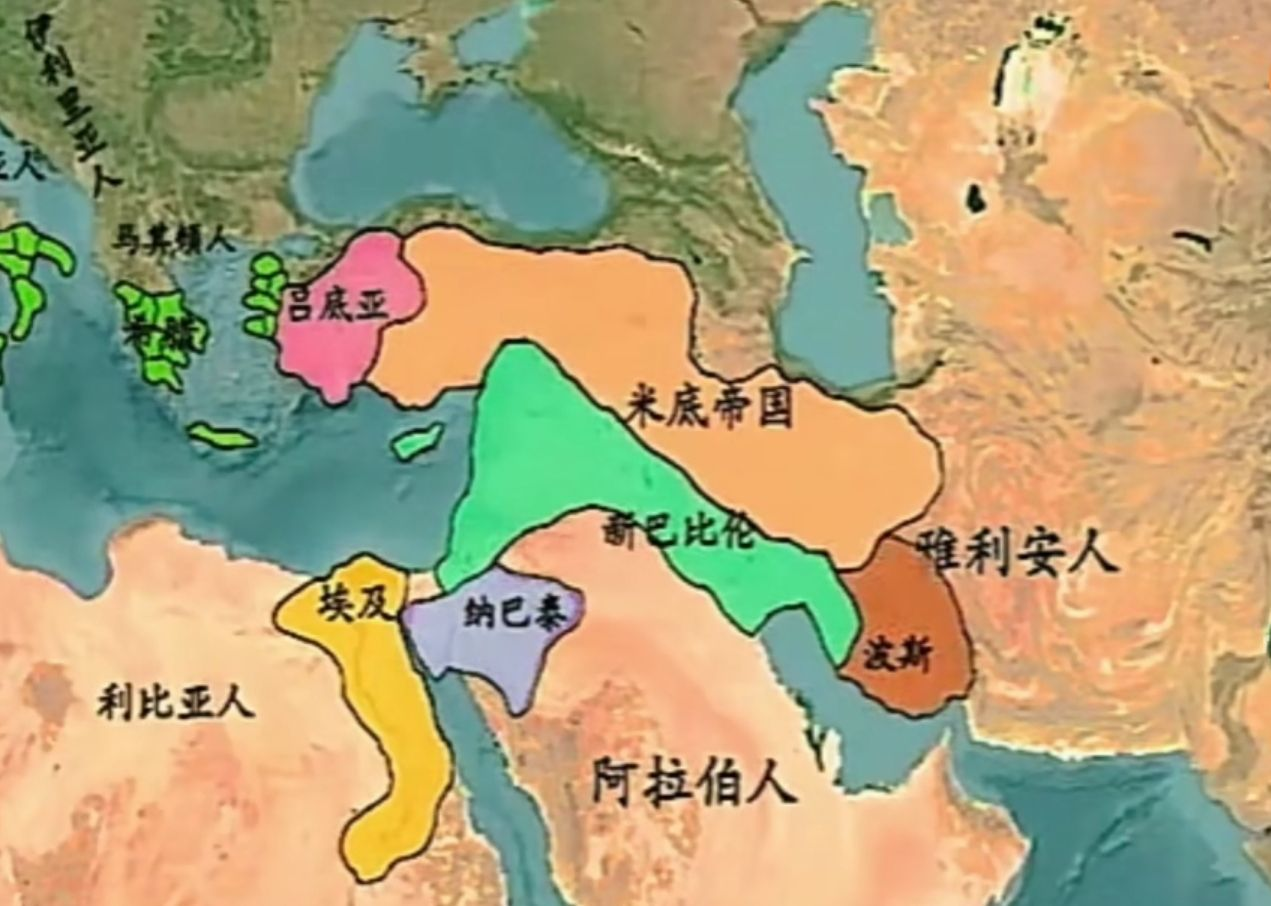 伊利里亚人
亚人
马其顿人
吕底亚
希腊
米底帝国
新巴比伦
雅利安人
埃及
纳巴泰
波斯
利比亚人
阿拉伯人